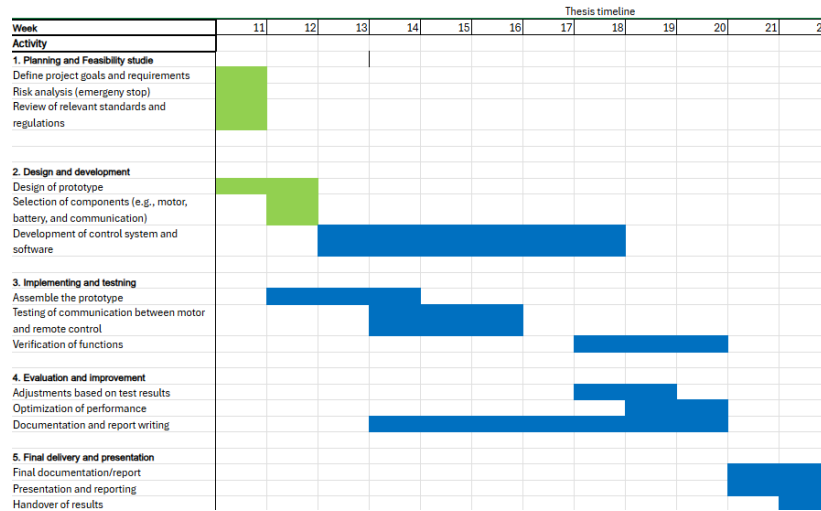 Thesis timeline
Week 11 12 13 14 15 16 17 18 19 20 21 2
Activity
1. Planning and Feasibility studie
Define project goals and requirements
Risk analysis (emergeny stop)
Review of relevant standards and
regulations
2. Design and development
Design of prototype
Selection of components (e.g., motor,
battery, and communication)
Development of control system and
software
3. Implementing and testning
Assemble the prototype
Testing of communication between motor
and remote control
Verification of functions
4. Evaluation and improvement
Adjustments based on test results
Optimization of performance
Documentation and report writing
5. Final delivery and presentation
Final documentation/report
Presentation and reporting
Handover of results